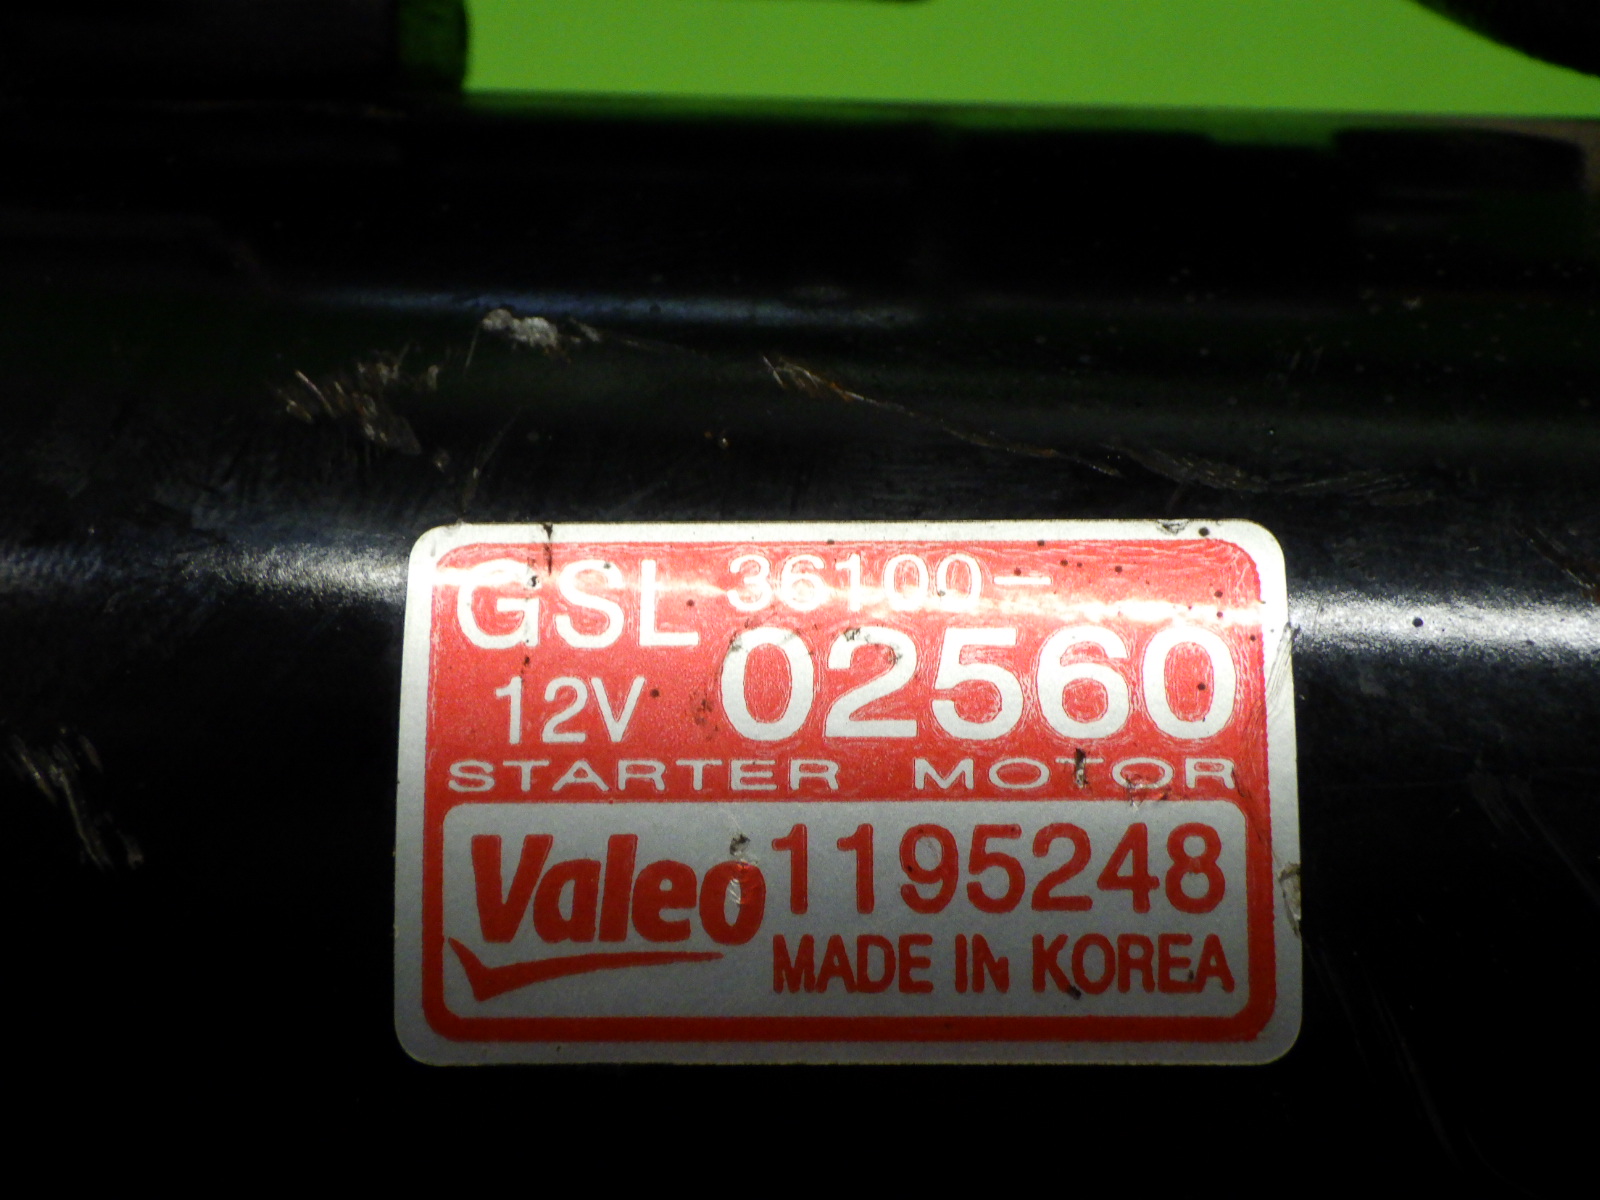 GSL 36100-
12V 02560
STARTER MOTOR
Valeo 1195248
MADE IN KOREA